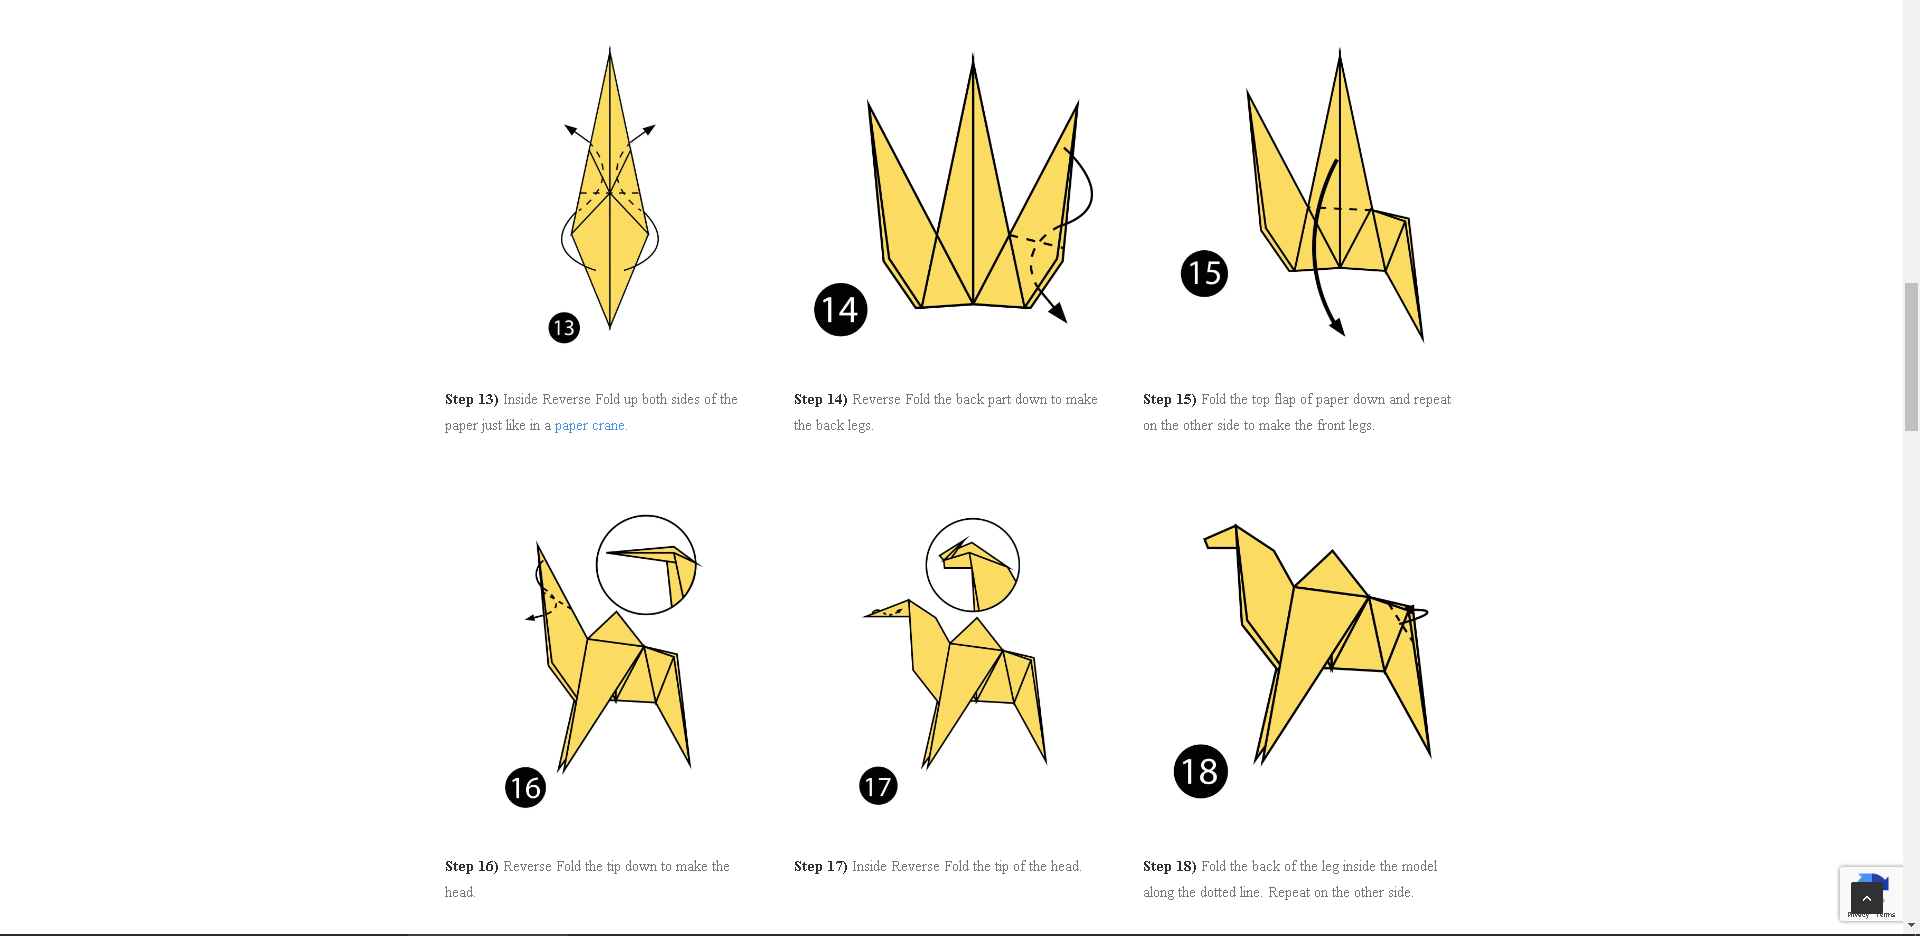 13
14
15
Step 13) Inside Reverse Fold up both sides of the
paper just like in a paper crane.
Step 14) Reverse Fold the back part down to make
the back legs.
Step 15) Fold the top flap of paper down and repeat
on the other side to make the front legs.
16
17
18
Step 16) Reverse Fold the tip down to make the
head.
Step 17) Inside Reverse Fold the tip of the head.
Step 18) Fold the back of the leg inside the model
along the dotted line. Repeat on the other side.
Privacy - Terms